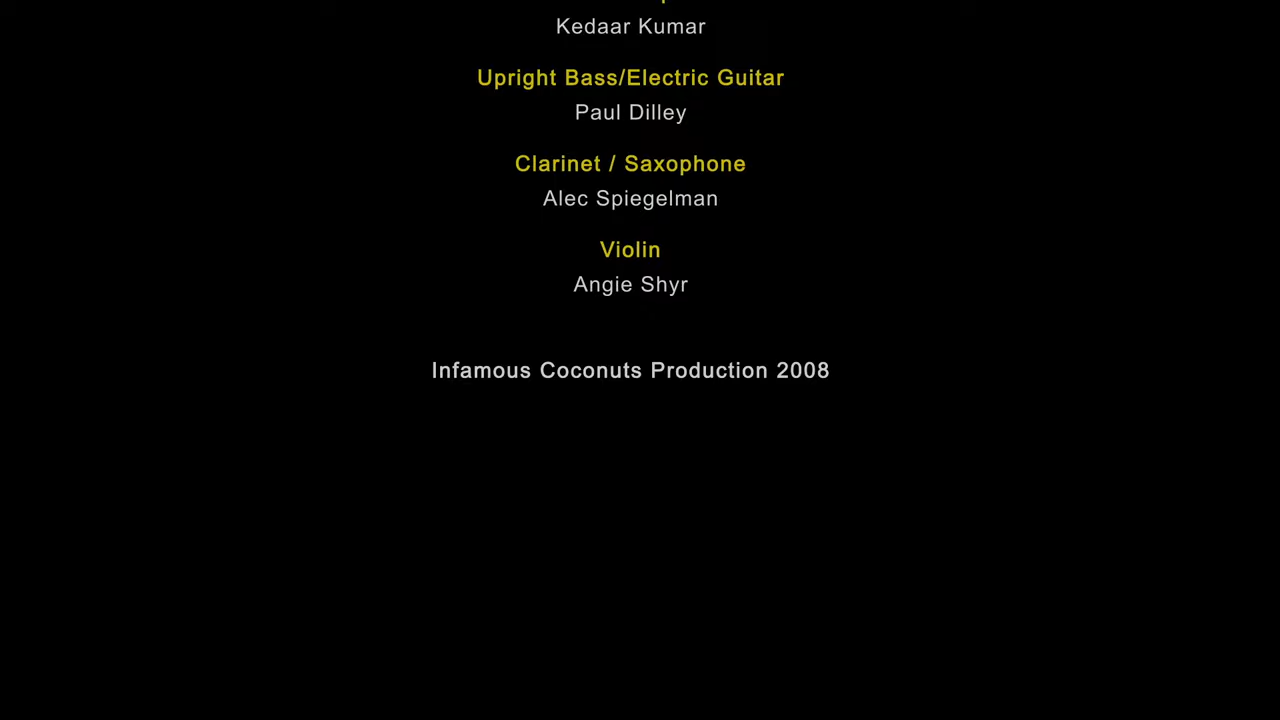 Kedaar Kumar
Upright Bass/Electric Guitar
Paul Dilley
Clarinet / Saxophone
Alec Spiegelman
Violin
Angie Shyr
Infamous Coconuts Production 2008